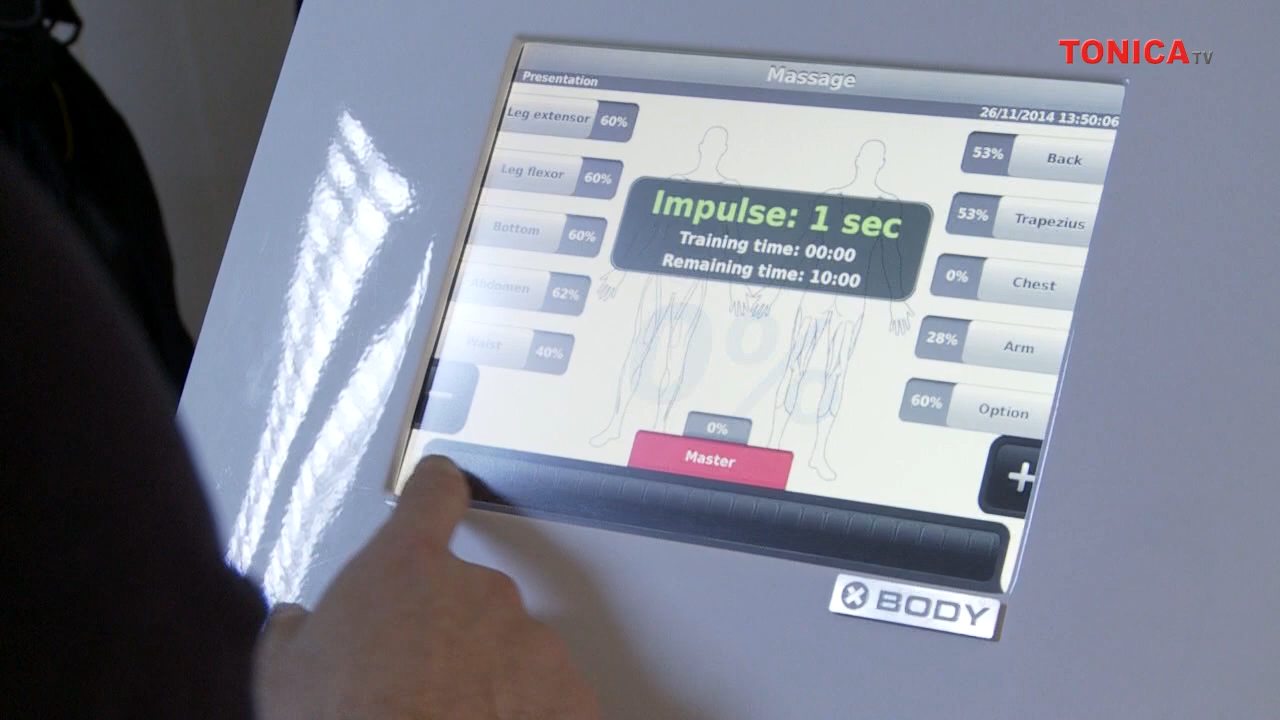 TONICA TV
Massage
Presentation
26/11/2014 13:50:06
Leg extensor 60%
Leg flexor 60%
Bottom 60%
Abdomen 62%
Waist 40%
Impulse: 1 sec
Training time: 00:00
Remaining time: 10:00
53% Back
53% Trapezius
0% Chest
28% Arm
60% Option
0%
0%
Master
+
X BODY